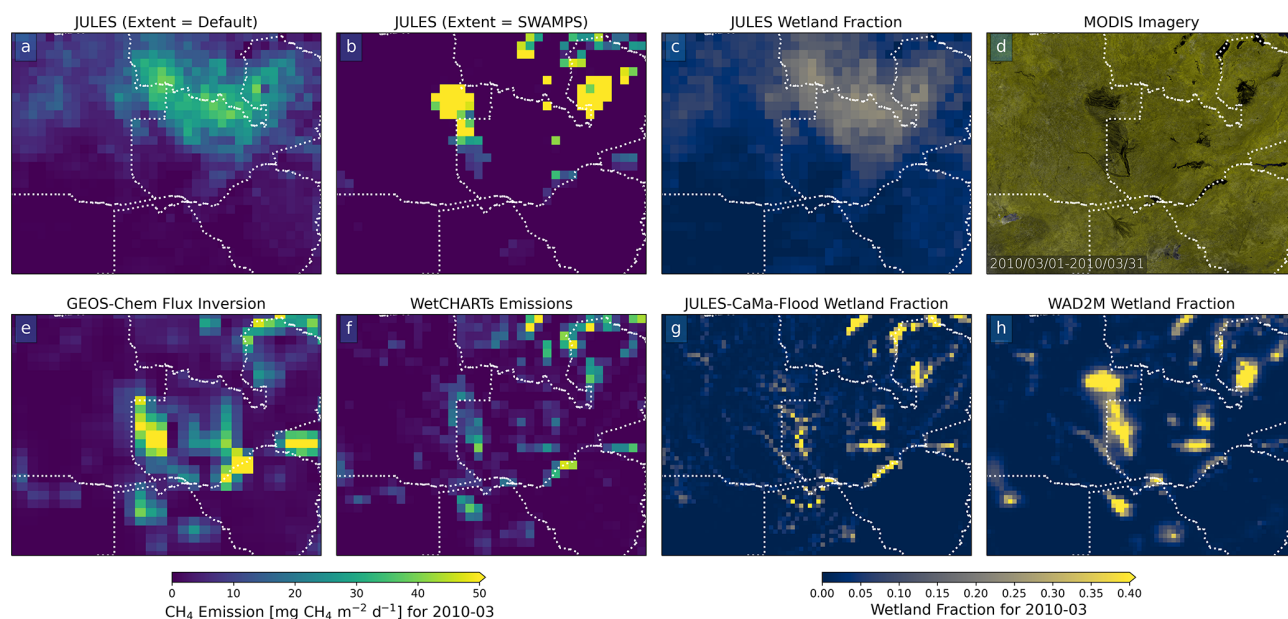 JULES (Extent = Default)
JULES (Extent = SWAMPS)
JULES Wetland Fraction
MODIS Imagery
a
b
c
d
2010/03/01-2010/03/31
GEOS-Chem Flux Inversion
WetCHARTs Emissions
JULES-CaMa-Flood Wetland Fraction
WAD2M Wetland Fraction
e
f
g
h
0 10 20 30 40 50
CH₄ Emission [mg CH₄ m⁻² d⁻¹] for 2010-03
0.00 0.05 0.10 0.15 0.20 0.25 0.30 0.35 0.40
Wetland Fraction for 2010-03